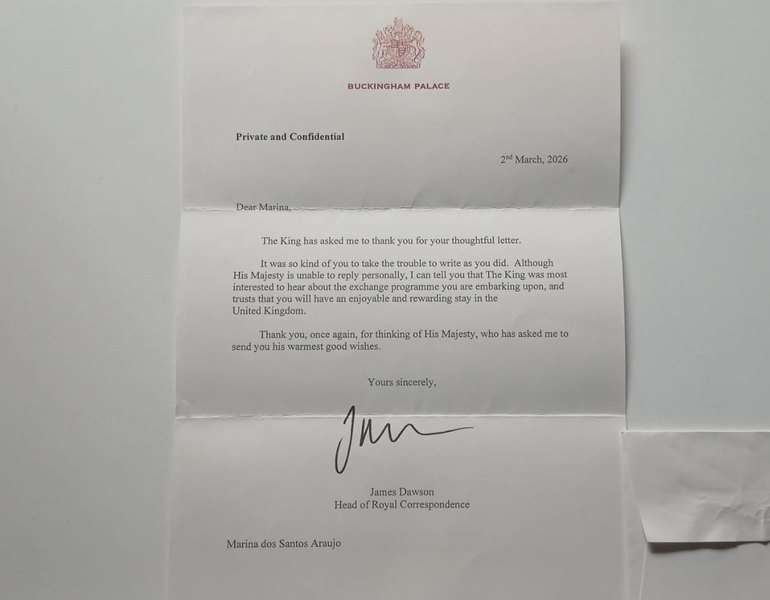 BUCKINGHAM PALACE
Private and Confidential
2nd March, 2026
Dear Marina,
The King has asked me to thank you for your thoughtful letter.
It was so kind of you to take the trouble to write as you did. Although
His Majesty is unable to reply personally, I can tell you that The King was most
interested to hear about the exchange programme you are embarking upon, and
trusts that you will have an enjoyable and rewarding stay in the
United Kingdom.
Thank you, once again, for thinking of His Majesty, who has asked me to
send you his warmest good wishes.
Yours sincerely,
James Dawson
Head of Royal Correspondence
Marina dos Santos Araujo